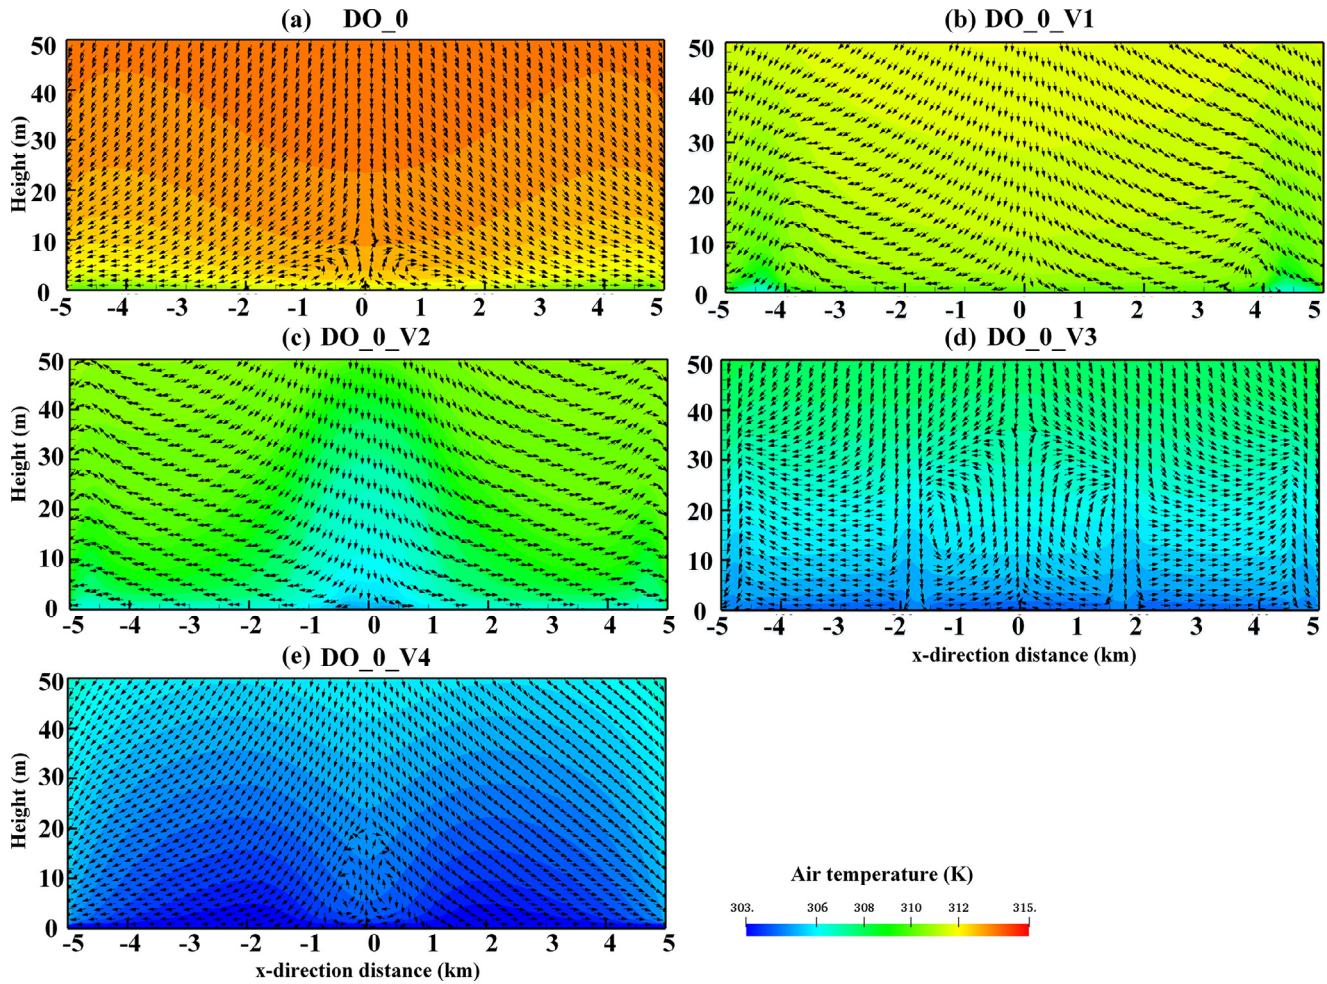 (a) DO_0
(b) DO_0_V1
50
40
30
20
10
0
Height (m)
-5 -4 -3 -2 -1 0 1 2 3 4 5
50
40
30
20
10
0
-5 -4 -3 -2 -1 0 1 2 3 4 5
(c) DO_0_V2
(d) DO_0_V3
50
40
30
20
10
0
Height (m)
-5 -4 -3 -2 -1 0 1 2 3 4 5
50
40
30
20
10
0
-5 -4 -3 -2 -1 0 1 2 3 4 5
x-direction distance (km)
(e) DO_0_V4
50
40
30
20
10
0
Height (m)
-5 -4 -3 -2 -1 0 1 2 3 4 5
x-direction distance (km)
Air temperature (K)
303. 306 308 310 312 315.